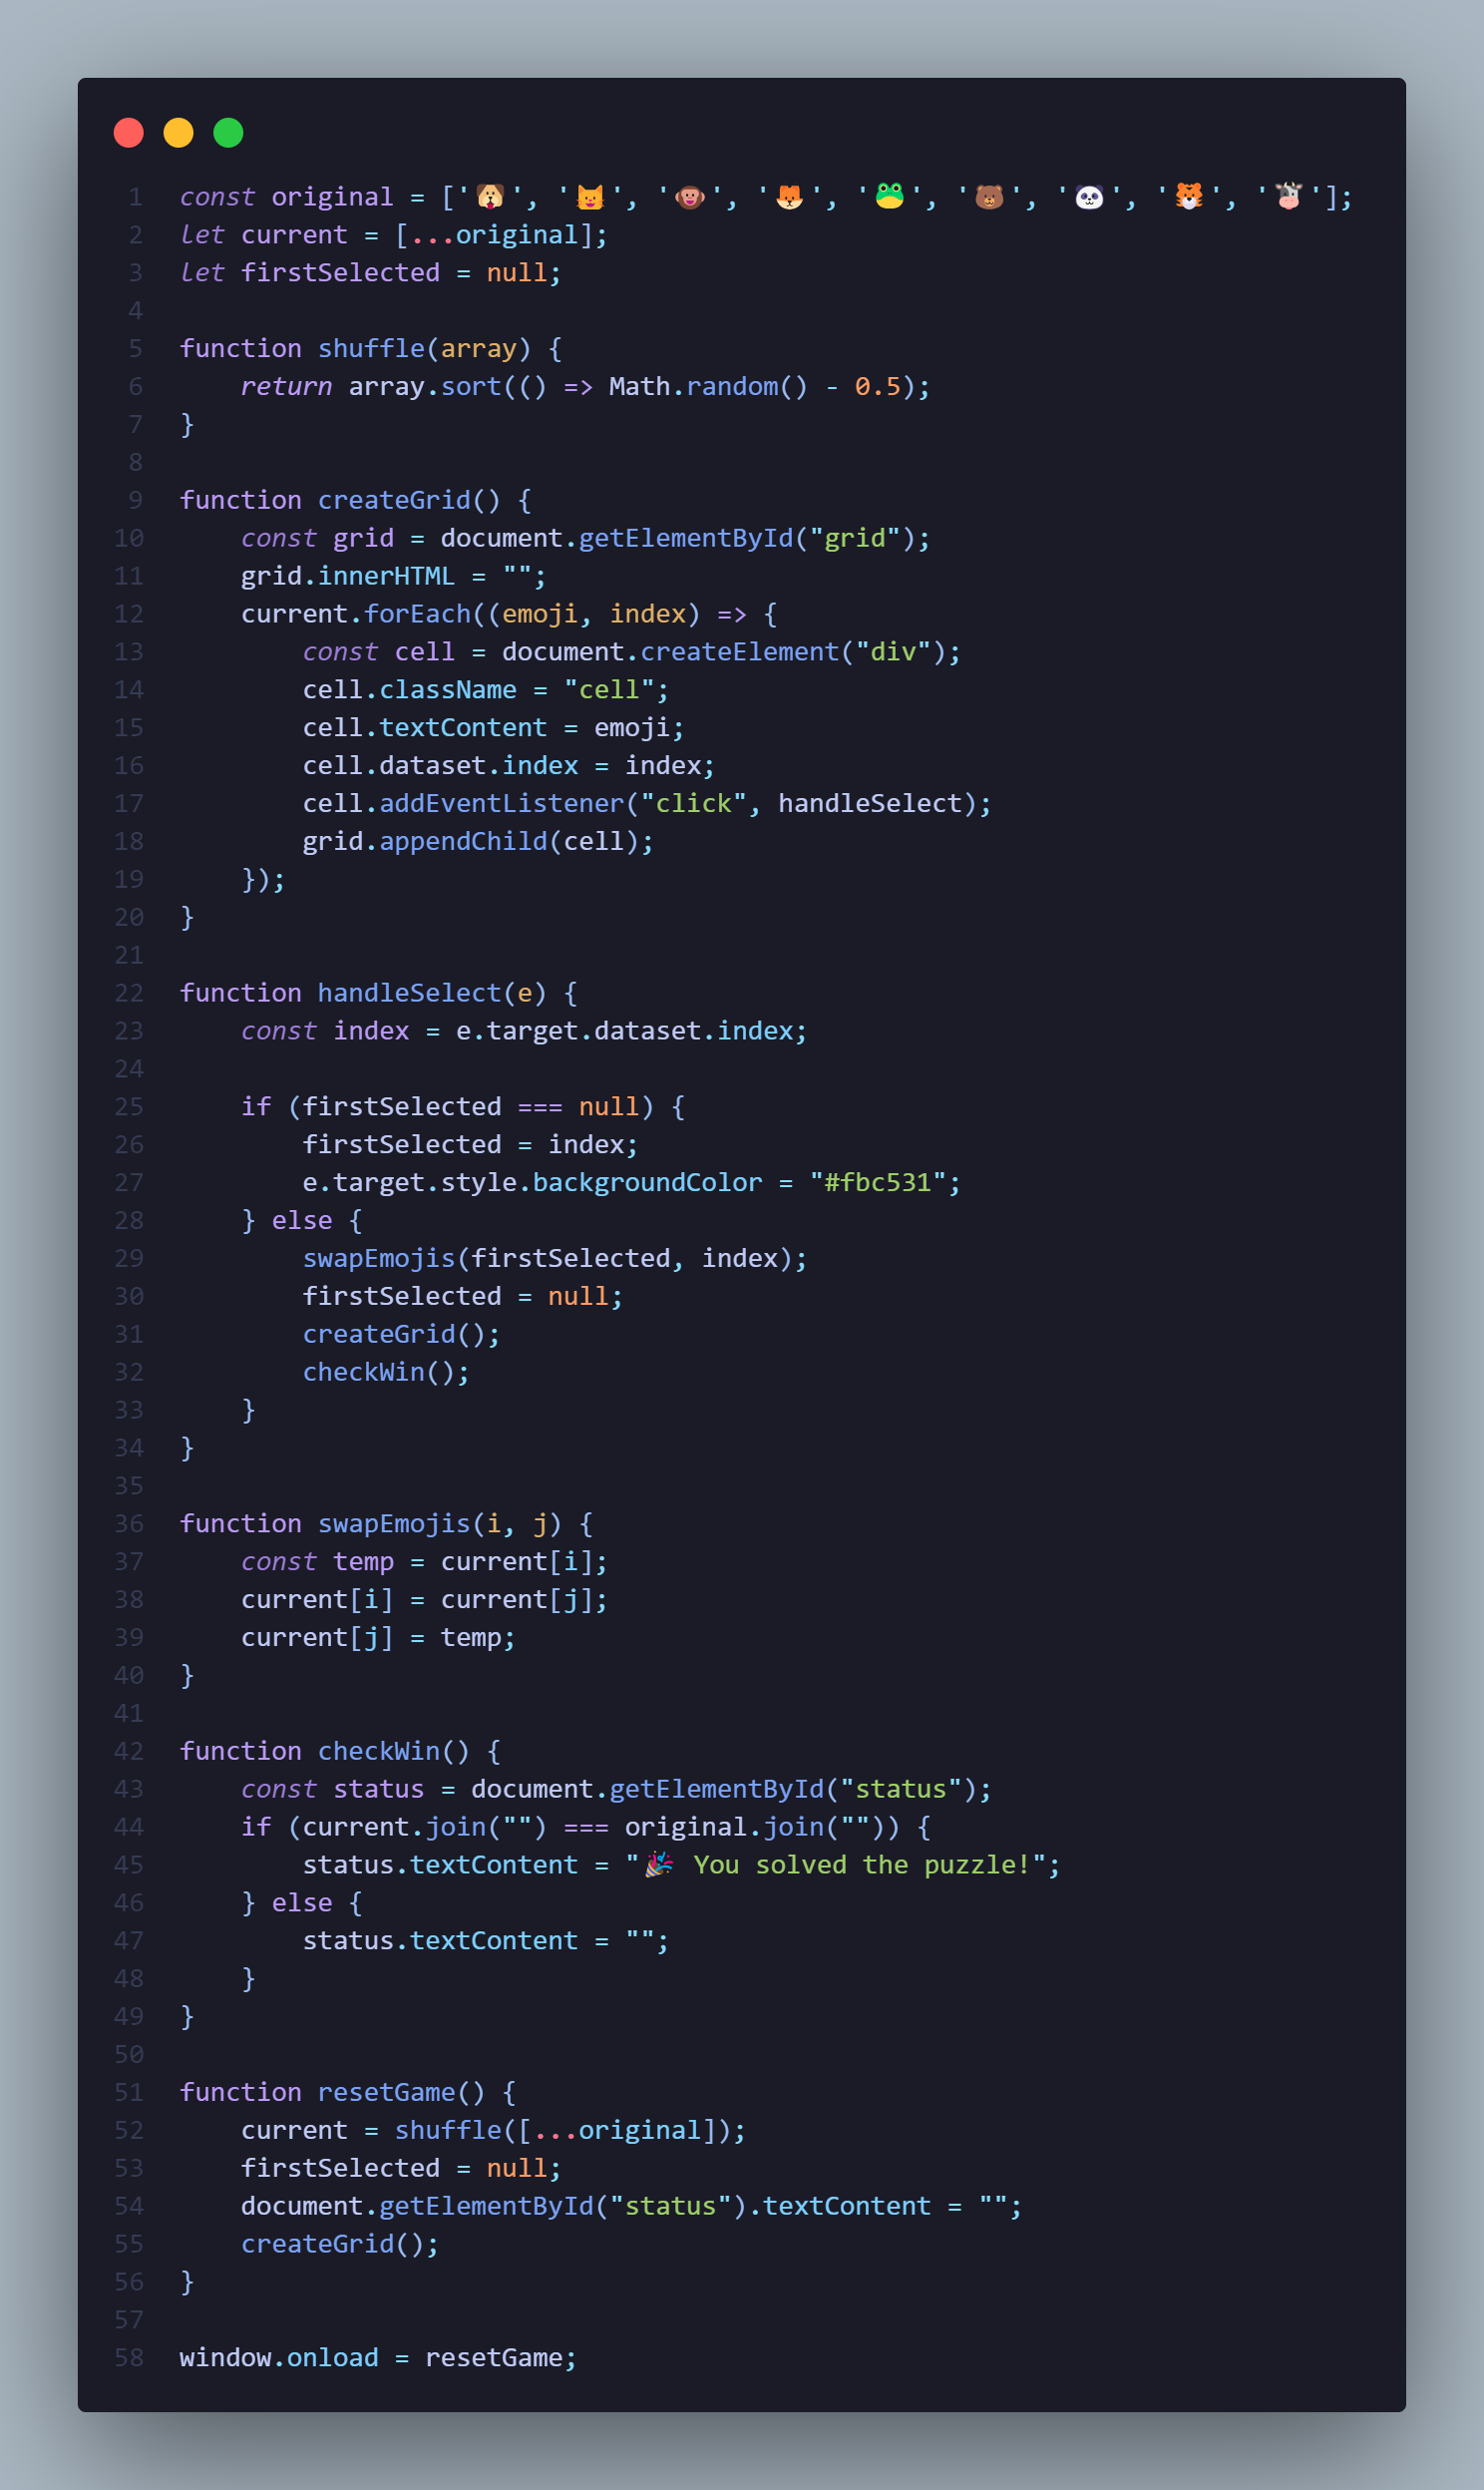 1 const original = ['🐶', '😺', '🐵', '🦊', '🐸', '🐻', '🐼', '🐯', '🐮'];
2 let current = [...original];
3 let firstSelected = null;
4
5 function shuffle(array) {
6     return array.sort(() => Math.random() - 0.5);
7 }
8
9 function createGrid() {
10     const grid = document.getElementById("grid");
11     grid.innerHTML = "";
12     current.forEach((emoji, index) => {
13         const cell = document.createElement("div");
14         cell.className = "cell";
15         cell.textContent = emoji;
16         cell.dataset.index = index;
17         cell.addEventListener("click", handleSelect);
18         grid.appendChild(cell);
19     });
20 }
21
22 function handleSelect(e) {
23     const index = e.target.dataset.index;
24
25     if (firstSelected === null) {
26         firstSelected = index;
27         e.target.style.backgroundColor = "#fbc531";
28     } else {
29         swapEmojis(firstSelected, index);
30         firstSelected = null;
31         createGrid();
32         checkWin();
33     }
34 }
35
36 function swapEmojis(i, j) {
37     const temp = current[i];
38     current[i] = current[j];
39     current[j] = temp;
40 }
41
42 function checkWin() {
43     const status = document.getElementById("status");
44     if (current.join("") === original.join("")) {
45         status.textContent = "🎉 You solved the puzzle!";
46     } else {
47         status.textContent = "";
48     }
49 }
50
51 function resetGame() {
52     current = shuffle([...original]);
53     firstSelected = null;
54     document.getElementById("status").textContent = "";
55     createGrid();
56 }
57
58 window.onload = resetGame;